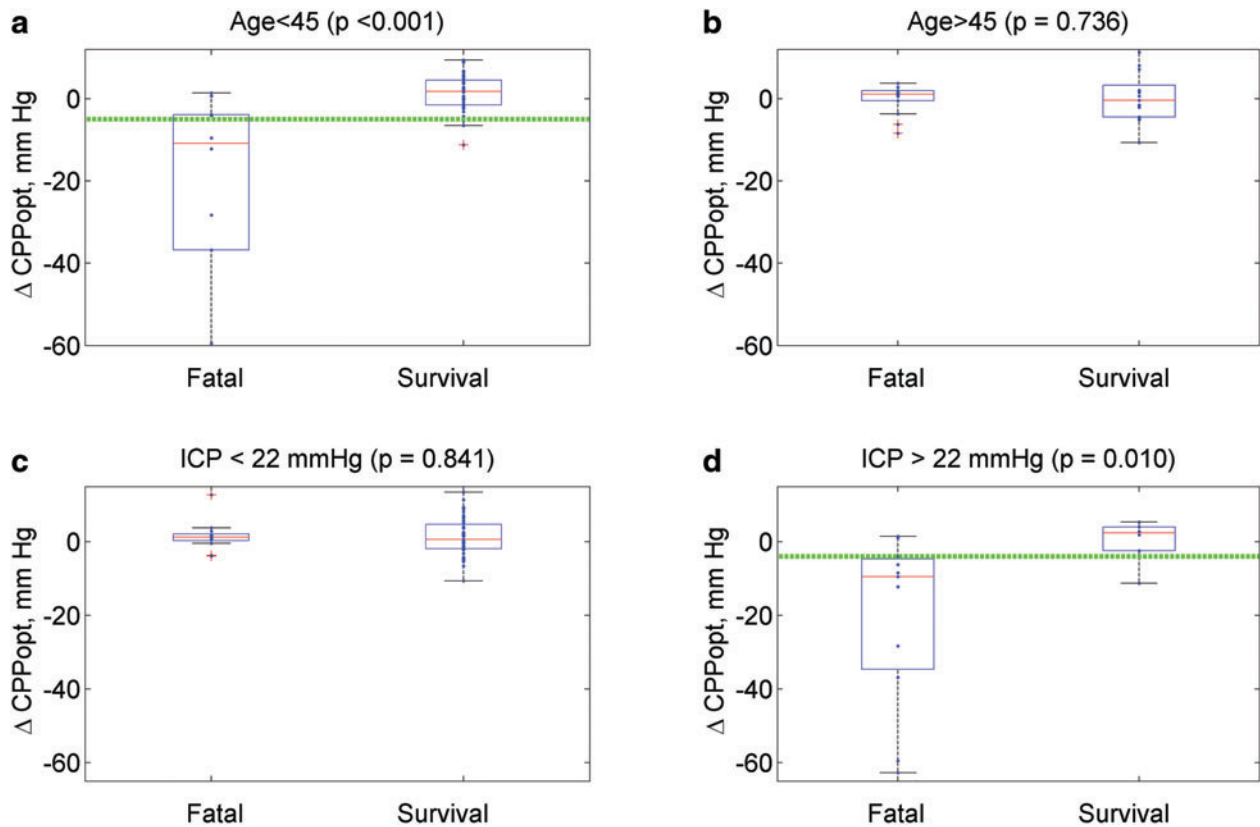 a
Age<45 (p <0.001)
0
-20
-40
-60
Δ CPPopt, mm Hg
Fatal Survival
b
Age>45 (p = 0.736)
0
-20
-40
-60
Δ CPPopt, mm Hg
Fatal Survival
c
ICP < 22 mmHg (p = 0.841)
0
-20
-40
-60
Δ CPPopt, mm Hg
Fatal Survival
d
ICP > 22 mmHg (p = 0.010)
0
-20
-40
-60
Δ CPPopt, mm Hg
Fatal Survival